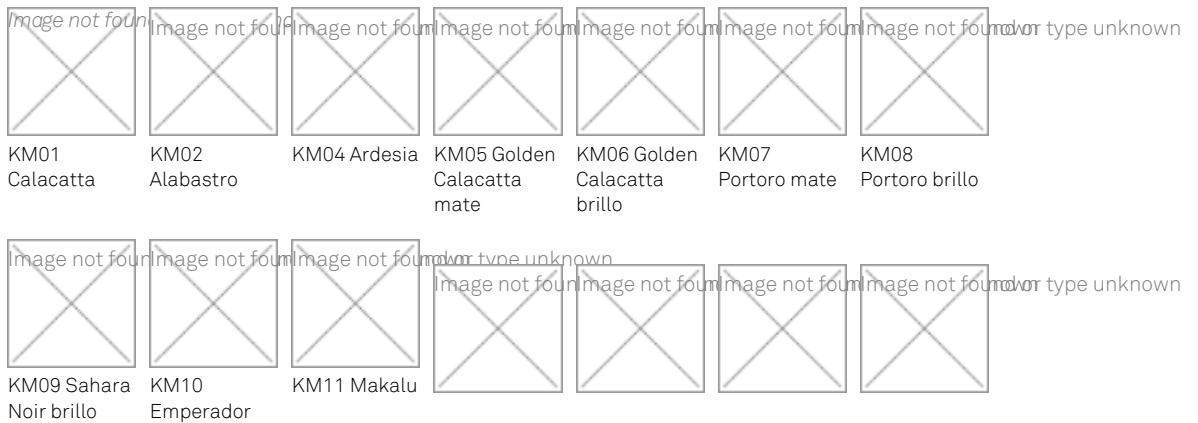 Image not found
Image not found
Image not found
Image not found
Image not found
Image not found
Image not found or type unknown
KM01
Calacatta
KM02
Alabastro
KM04 Ardesia
KM05 Golden
Calacatta
mate
KM06 Golden
Calacatta
brillo
KM07
Portoro mate
KM08
Portoro brillo
Image not found
Image not found
Image not found or type unknown
Image not found
Image not found
Image not found
Image not found or type unknown
KM09 Sahara
Noir brillo
KM10
Emperador
KM11 Makalu